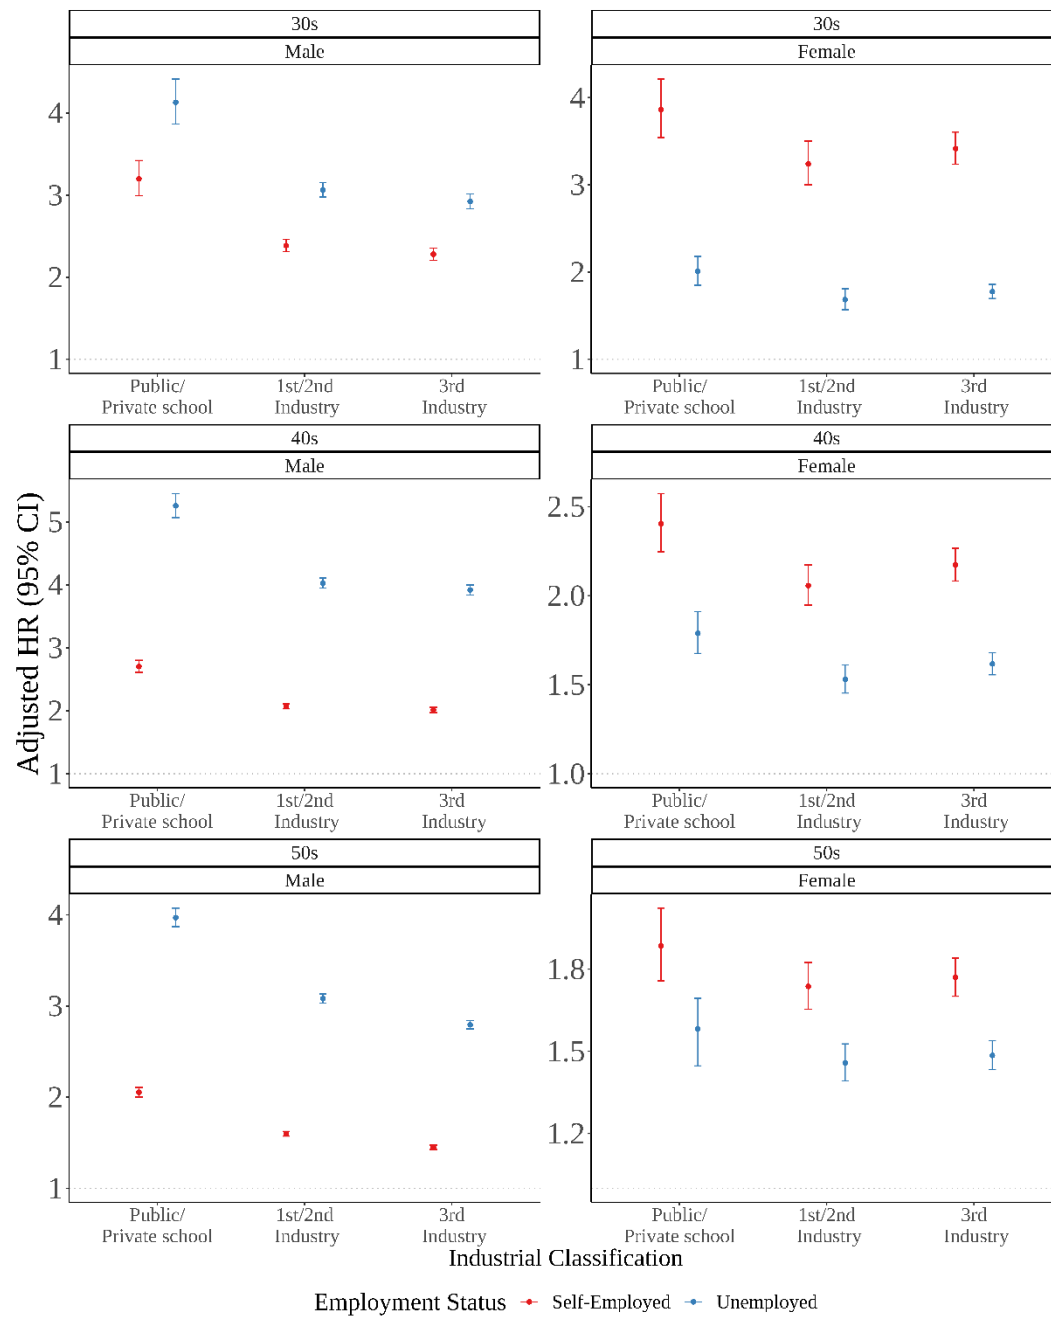 30s
Male
4
3
2
1
Public/
Private school
1st/2nd
Industry
3rd
Industry
30s
Female
4
3
2
1
Public/
Private school
1st/2nd
Industry
3rd
Industry
Adjusted HR (95% CI)
40s
Male
5
4
3
2
1
Public/
Private school
1st/2nd
Industry
3rd
Industry
40s
Female
2.5
2.0
1.5
1.0
Public/
Private school
1st/2nd
Industry
3rd
Industry
50s
Male
4
3
2
1
Public/
Private school
1st/2nd
Industry
3rd
Industry
50s
Female
1.8
1.5
1.2
Public/
Private school
1st/2nd
Industry
3rd
Industry
Industrial Classification
Employment Status Self-Employed Unemployed